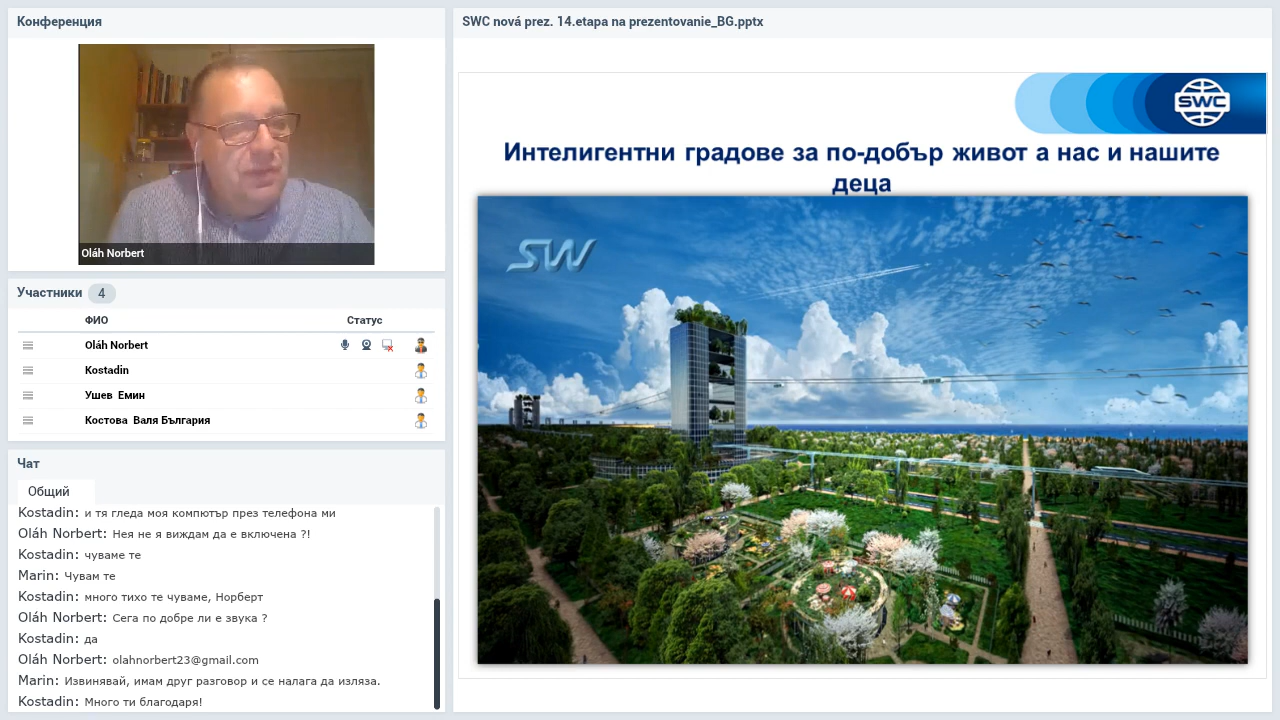 Конференция
Oláh Norbert
Участники 4
ФИО Статус
Oláh Norbert
Kostadin
Ушев Емин
Костова Валя България
Чат
Общий
Kostadin: и тя гледа моя компютър през телефона ми
Oláh Norbert: Нея не я виждам да е включена ?!
Kostadin: чуваме те
Marin: Чувам те
Kostadin: много тихо те чуваме, Норберт
Oláh Norbert: Сега по добре ли е звука ?
Kostadin: да
Oláh Norbert: olahnorbert23@gmail.com
Marin: Извинявай, имам друг разговор и се налага да изляза.
Kostadin: Много ти благодаря!
SWC nová prez. 14.etapa na prezentovanie_BG.pptx
SWC
Интелигентни градове за по-добър живот а нас и нашите
деца
SW